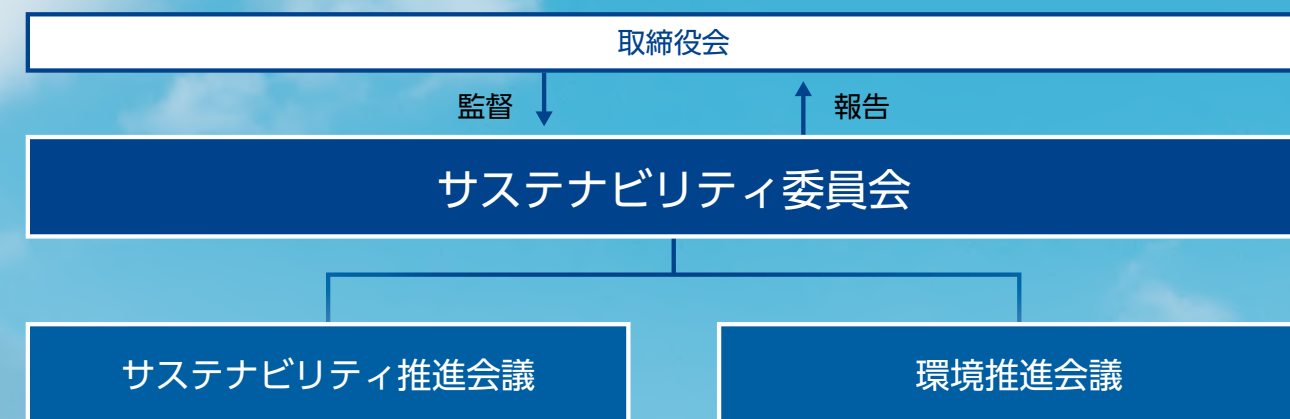 取締役会
監督
報告
サステナビリティ委員会
サステナビリティ推進会議
環境推進会議